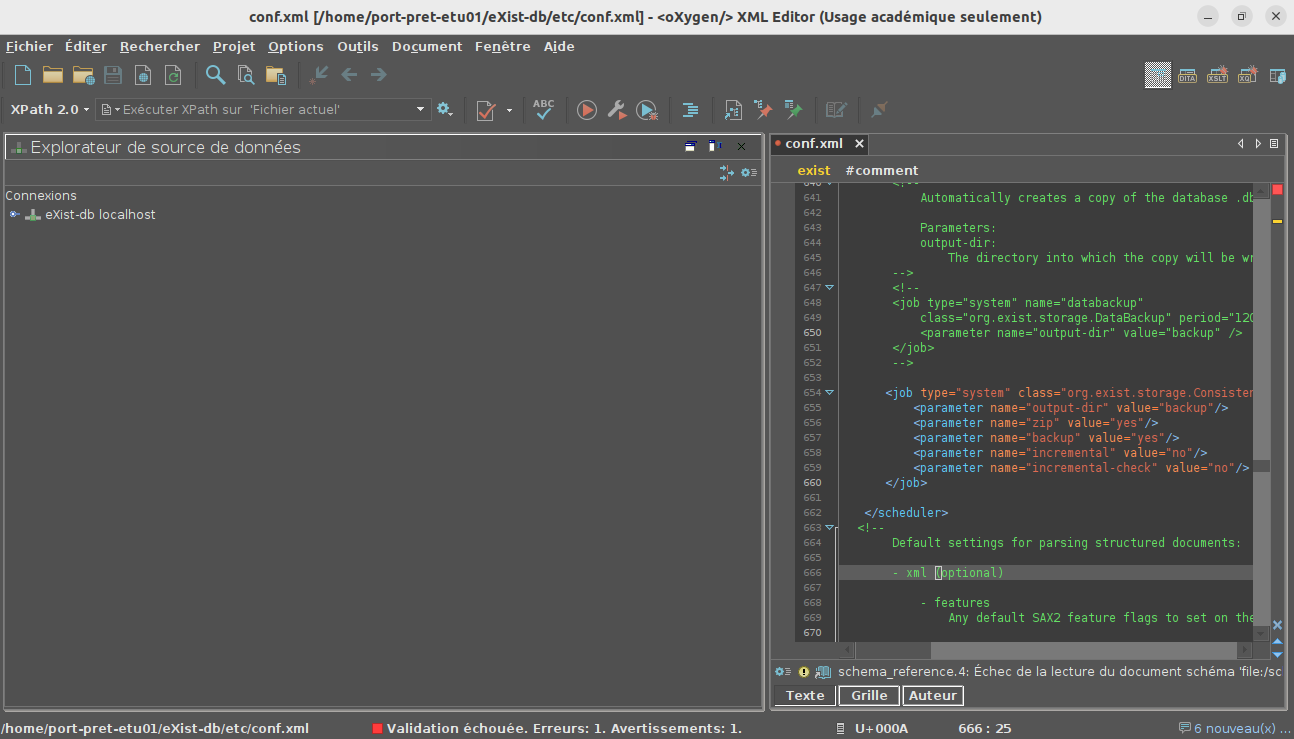 conf.xml [/home/port-pret-etu01/eXist-db/etc/conf.xml] - <oXygen/> XML Editor (Usage académique seulement)
Fichier Éditer Rechercher Projet Options Outils Document Fenêtre Aide
DITA XSLT XQ
XPath 2.0 Exécuter XPath sur 'Fichier actuel' ABC
Explorateur de source de données
Connexions
eXist-db localhost
conf.xml
exist #comment
640 <!--
641 Automatically creates a copy of the database .db
642
643 Parameters:
644 output-dir:
645 The directory into which the copy will be wr
646 -->
647 <!--
648 <job type="system" name="databackup"
649 class="org.exist.storage.DataBackup" period="120
650 <parameter name="output-dir" value="backup" />
651 </job>
652 -->
653
654 <job type="system" class="org.exist.storage.Consisten
655 <parameter name="output-dir" value="backup"/>
656 <parameter name="zip" value="yes"/>
657 <parameter name="backup" value="yes"/>
658 <parameter name="incremental" value="no"/>
659 <parameter name="incremental-check" value="no"/>
660 </job>
661
662 </scheduler>
663 <!--
664 Default settings for parsing structured documents:
665
666 - xml (optional)
667
668 - features
669 Any default SAX2 feature flags to set on the
670
schema_reference.4: Échec de la lecture du document schéma 'file:/sc
Texte Grille Auteur
/home/port-pret-etu01/eXist-db/etc/conf.xml Validation échouée. Erreurs: 1. Avertissements: 1. U+000A 666 : 25 6 nouveau(x) ...